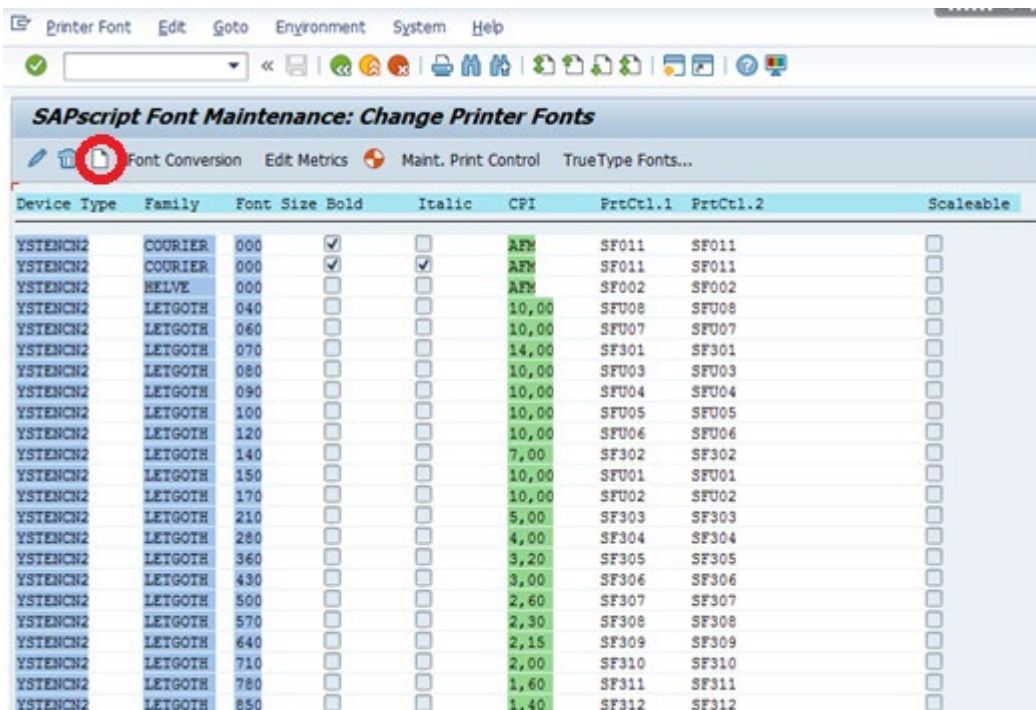 Printer Font Edit Goto Environment System Help
SAPscript Font Maintenance: Change Printer Fonts
Font Conversion Edit Metrics Maint. Print Control TrueType Fonts...
Device Type Family Font Size Bold Italic CPI PrtCtl.1 PrtCtl.2 Scaleable
YSTENCN2 COURIER 000 AFM SF011 SF011
YSTENCN2 COURIER 000 AFM SF011 SF011
YSTENCN2 HELVE 000 AFM SF002 SF002
YSTENCN2 LETGOTH 040 10,00 SFU08 SFU08
YSTENCN2 LETGOTH 060 10,00 SFU07 SFU07
YSTENCN2 LETGOTH 070 14,00 SF301 SF301
YSTENCN2 LETGOTH 080 10,00 SFU03 SFU03
YSTENCN2 LETGOTH 090 10,00 SFU04 SFU04
YSTENCN2 LETGOTH 100 10,00 SFU05 SFU05
YSTENCN2 LETGOTH 120 10,00 SFU06 SFU06
YSTENCN2 LETGOTH 140 7,00 SF302 SF302
YSTENCN2 LETGOTH 150 10,00 SFU01 SFU01
YSTENCN2 LETGOTH 170 10,00 SFU02 SFU02
YSTENCN2 LETGOTH 210 5,00 SF303 SF303
YSTENCN2 LETGOTH 280 4,00 SF304 SF304
YSTENCN2 LETGOTH 360 3,20 SF305 SF305
YSTENCN2 LETGOTH 430 3,00 SF306 SF306
YSTENCN2 LETGOTH 500 2,60 SF307 SF307
YSTENCN2 LETGOTH 570 2,30 SF308 SF308
YSTENCN2 LETGOTH 640 2,15 SF309 SF309
YSTENCN2 LETGOTH 710 2,00 SF310 SF310
YSTENCN2 LETGOTH 780 1,60 SF311 SF311
YSTENCN2 LETGOTH 850 1,40 SF312 SF312